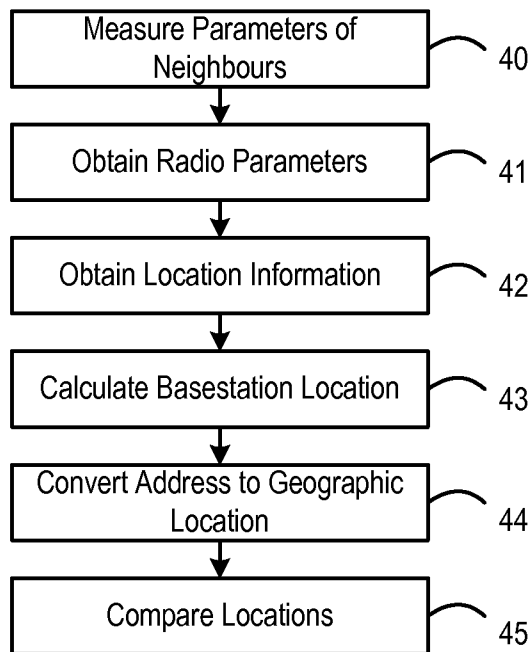 Measure Parameters of
Neighbours
40
Obtain Radio Parameters
41
Obtain Location Information
42
Calculate Basestation Location
43
Convert Address to Geographic
Location
44
Compare Locations
45